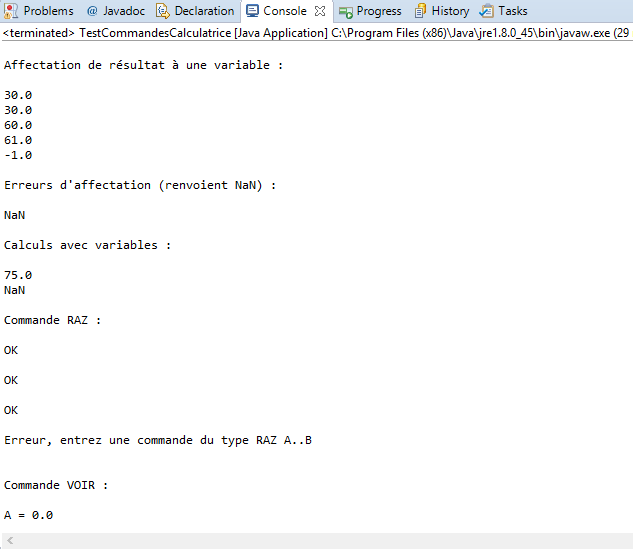 Problems @ Javadoc Declaration Console Progress History Tasks
<terminated> TestCommandesCalculatrice [Java Application] C:\Program Files (x86)\Java\jre1.8.0_45\bin\javaw.exe (29
Affectation de résultat à une variable :
30.0
30.0
60.0
61.0
-1.0
Erreurs d'affectation (renvoient NaN) :
NaN
Calculs avec variables :
75.0
NaN
Commande RAZ :
OK
OK
OK
Erreur, entrez une commande du type RAZ A..B
Commande VOIR :
A = 0.0